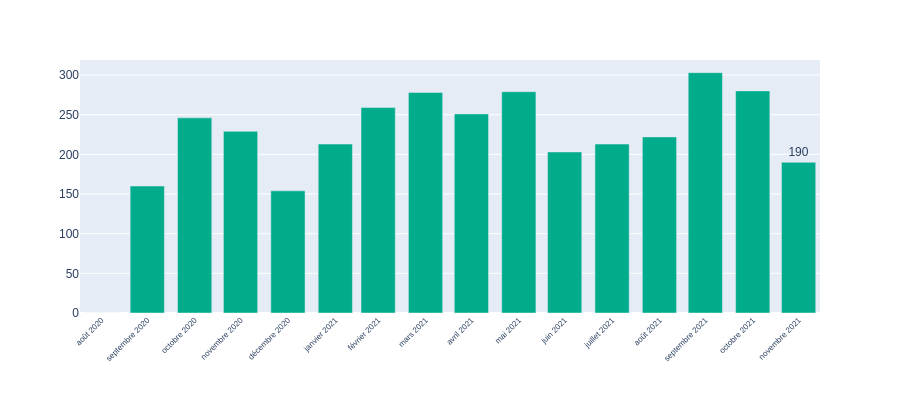 300
250
200
150
100
50
0
190
août 2020
septembre 2020
octobre 2020
novembre 2020
décembre 2020
janvier 2021
février 2021
mars 2021
avril 2021
mai 2021
juin 2021
juillet 2021
août 2021
septembre 2021
octobre 2021
novembre 2021